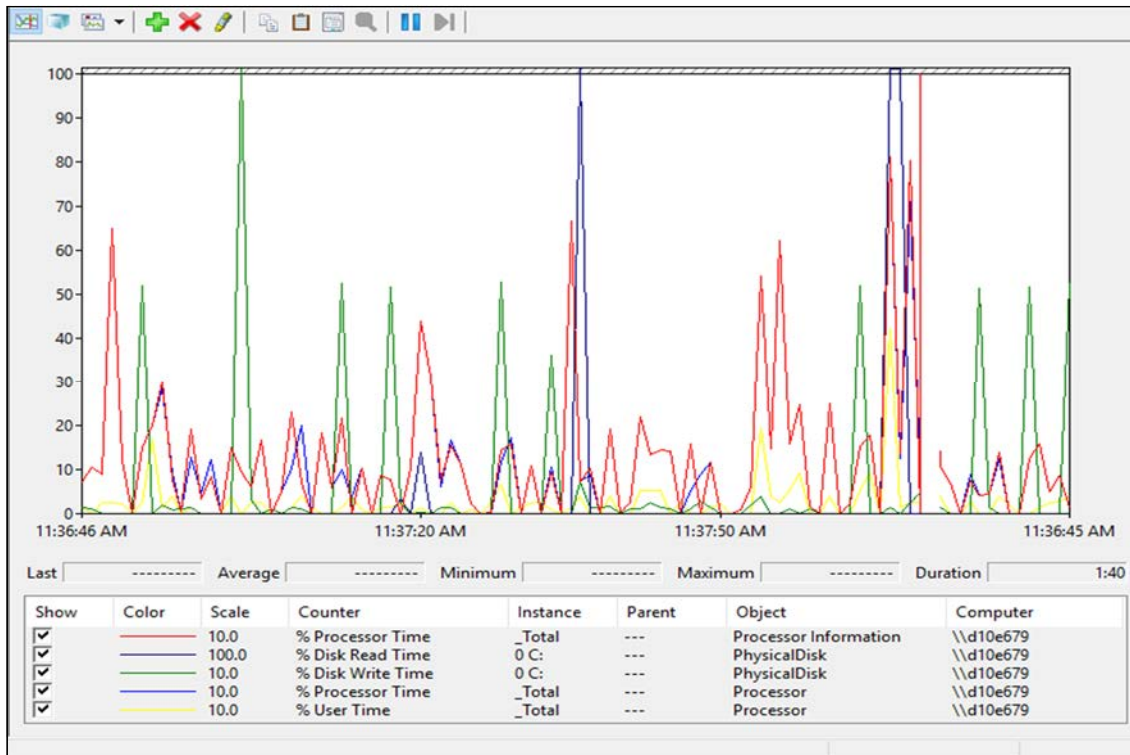 100
90
80
70
60
50
40
30
20
10
0
11:36:46 AM 11:37:20 AM 11:37:50 AM 11:36:45 AM
Last --------- Average --------- Minimum --------- Maximum --------- Duration 1:40
Show Color Scale Counter Instance Parent Object Computer
10.0 % Processor Time _Total --- Processor Information \\d10e679
100.0 % Disk Read Time 0 C: --- PhysicalDisk \\d10e679
10.0 % Disk Write Time 0 C: --- PhysicalDisk \\d10e679
10.0 % Processor Time _Total --- Processor \\d10e679
10.0 % User Time _Total --- Processor \\d10e679